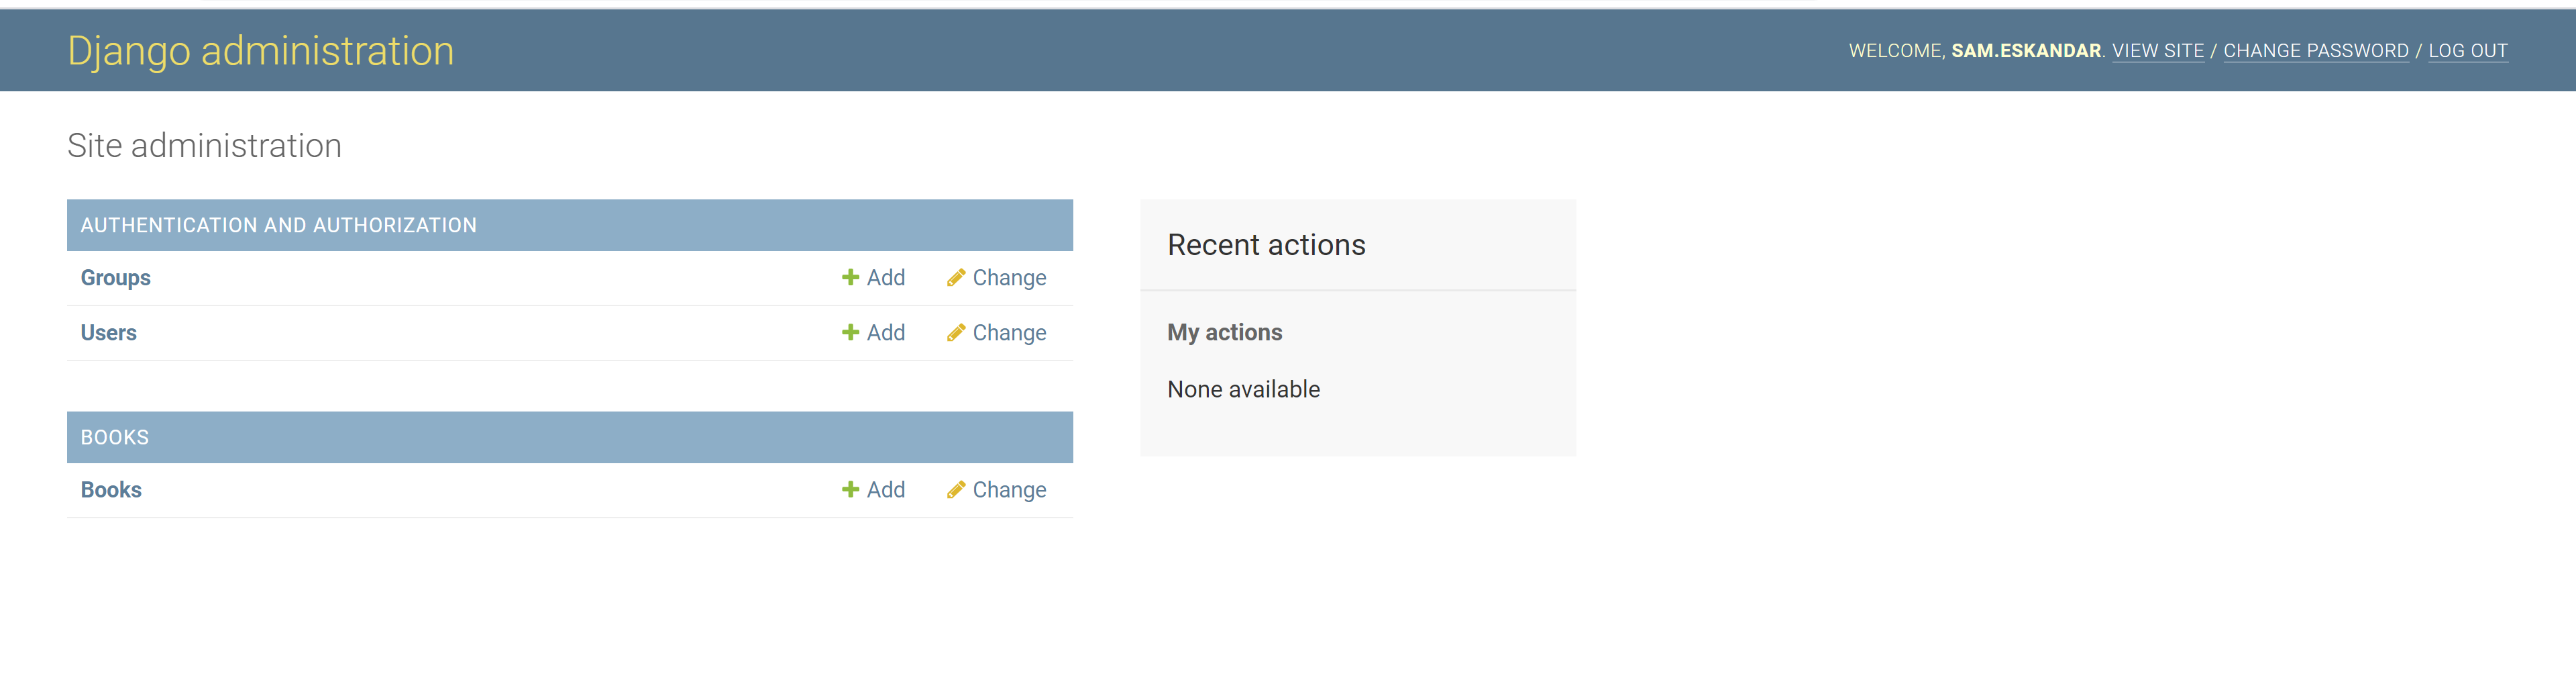 Django administration
WELCOME, SAM.ESKANDAR. VIEW SITE / CHANGE PASSWORD / LOG OUT
Site administration
AUTHENTICATION AND AUTHORIZATION
Groups Add Change
Users Add Change
BOOKS
Books Add Change
Recent actions
My actions
None available